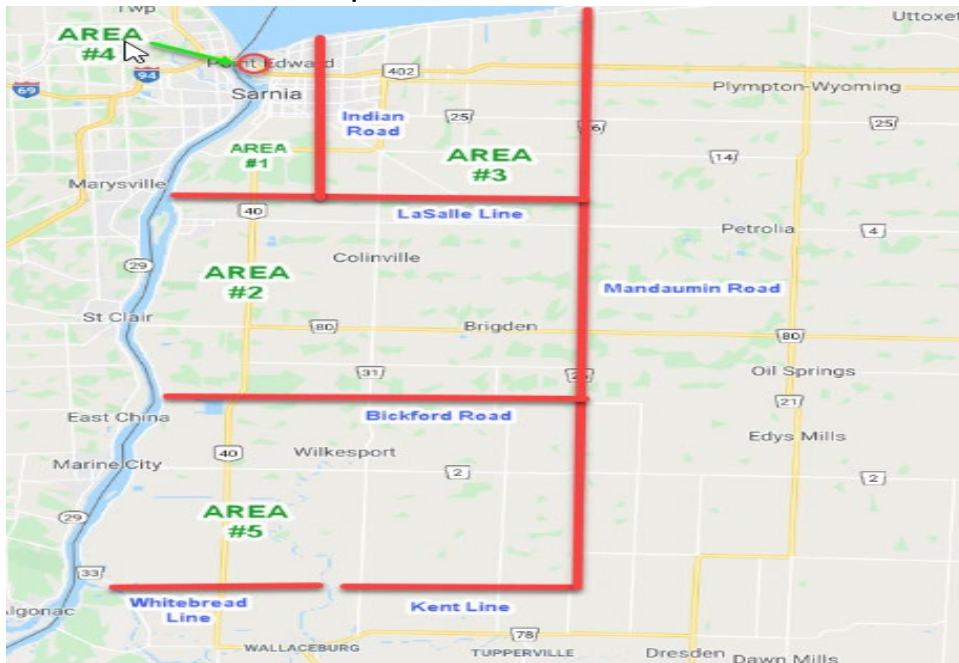 Twp
Uttoxet
AREA
#4
Point Edward
402
94
69
Sarnia
Plympton-Wyoming
Indian
Road
25
25
26
AREA
#1
AREA
#3
14
Marysville
40
LaSalle Line
Petrolia
4
Colinville
29
AREA
#2
Mandaumin Road
St Clair
80
Brigden
80
31
26
Oil Springs
East China
Bickford Road
21
Edys Mills
40
Wilkesport
Marine City
2
2
29
AREA
#5
33
Algonac
Whitebread
Line
Kent Line
78
WALLACEBURG
TUPPERVILLE
Dresden
Dawn Mills